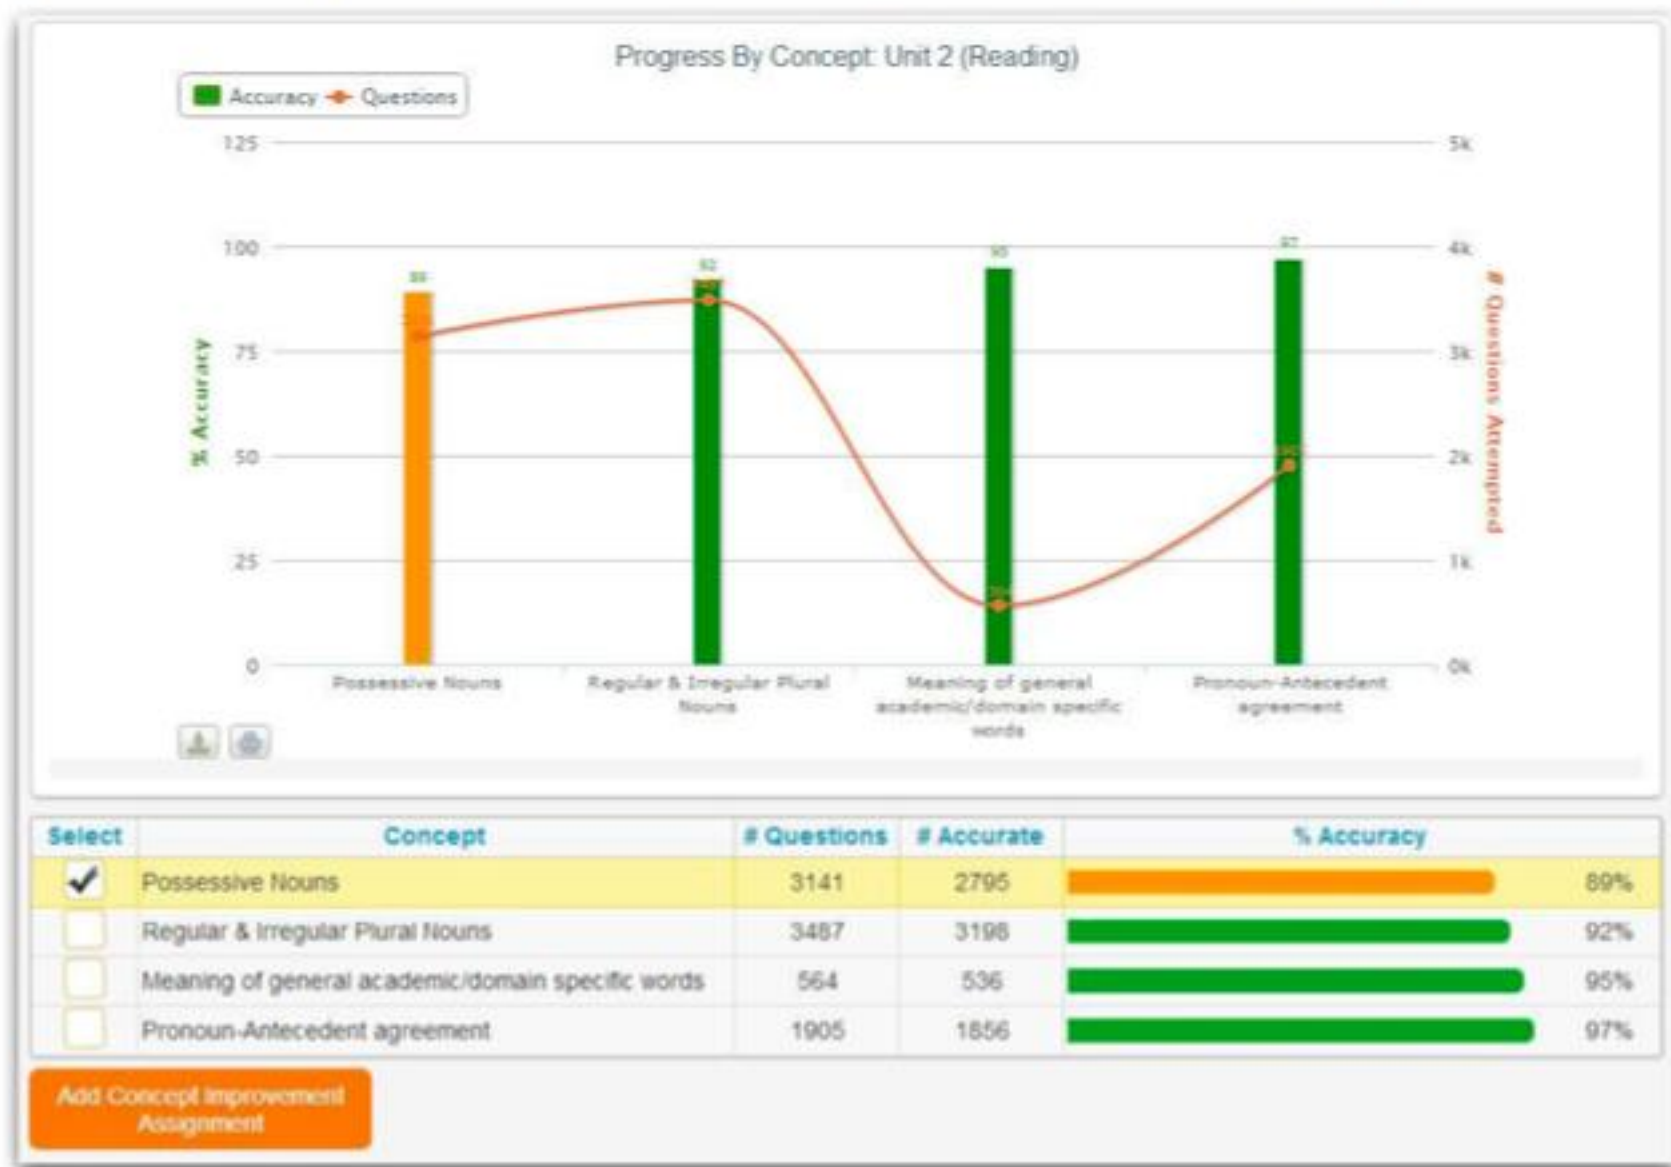 Progress By Concept: Unit 2 (Reading)
Accuracy Questions
125 5k
100 4k
75 3k
50 2k
25 1k
0 0k
% Accuracy
# Questions Attempted
89
92
95
97
Possessive Nouns
Regular & Irregular Plural
Nouns
Meaning of general
academic/domain specific
words
Pronoun-Antecedent
agreement
Select Concept # Questions # Accurate % Accuracy
Possessive Nouns 3141 2795 89%
Regular & Irregular Plural Nouns 3487 3198 92%
Meaning of general academic/domain specific words 564 536 95%
Pronoun-Antecedent agreement 1905 1856 97%
Add Concept Improvement
Assignment